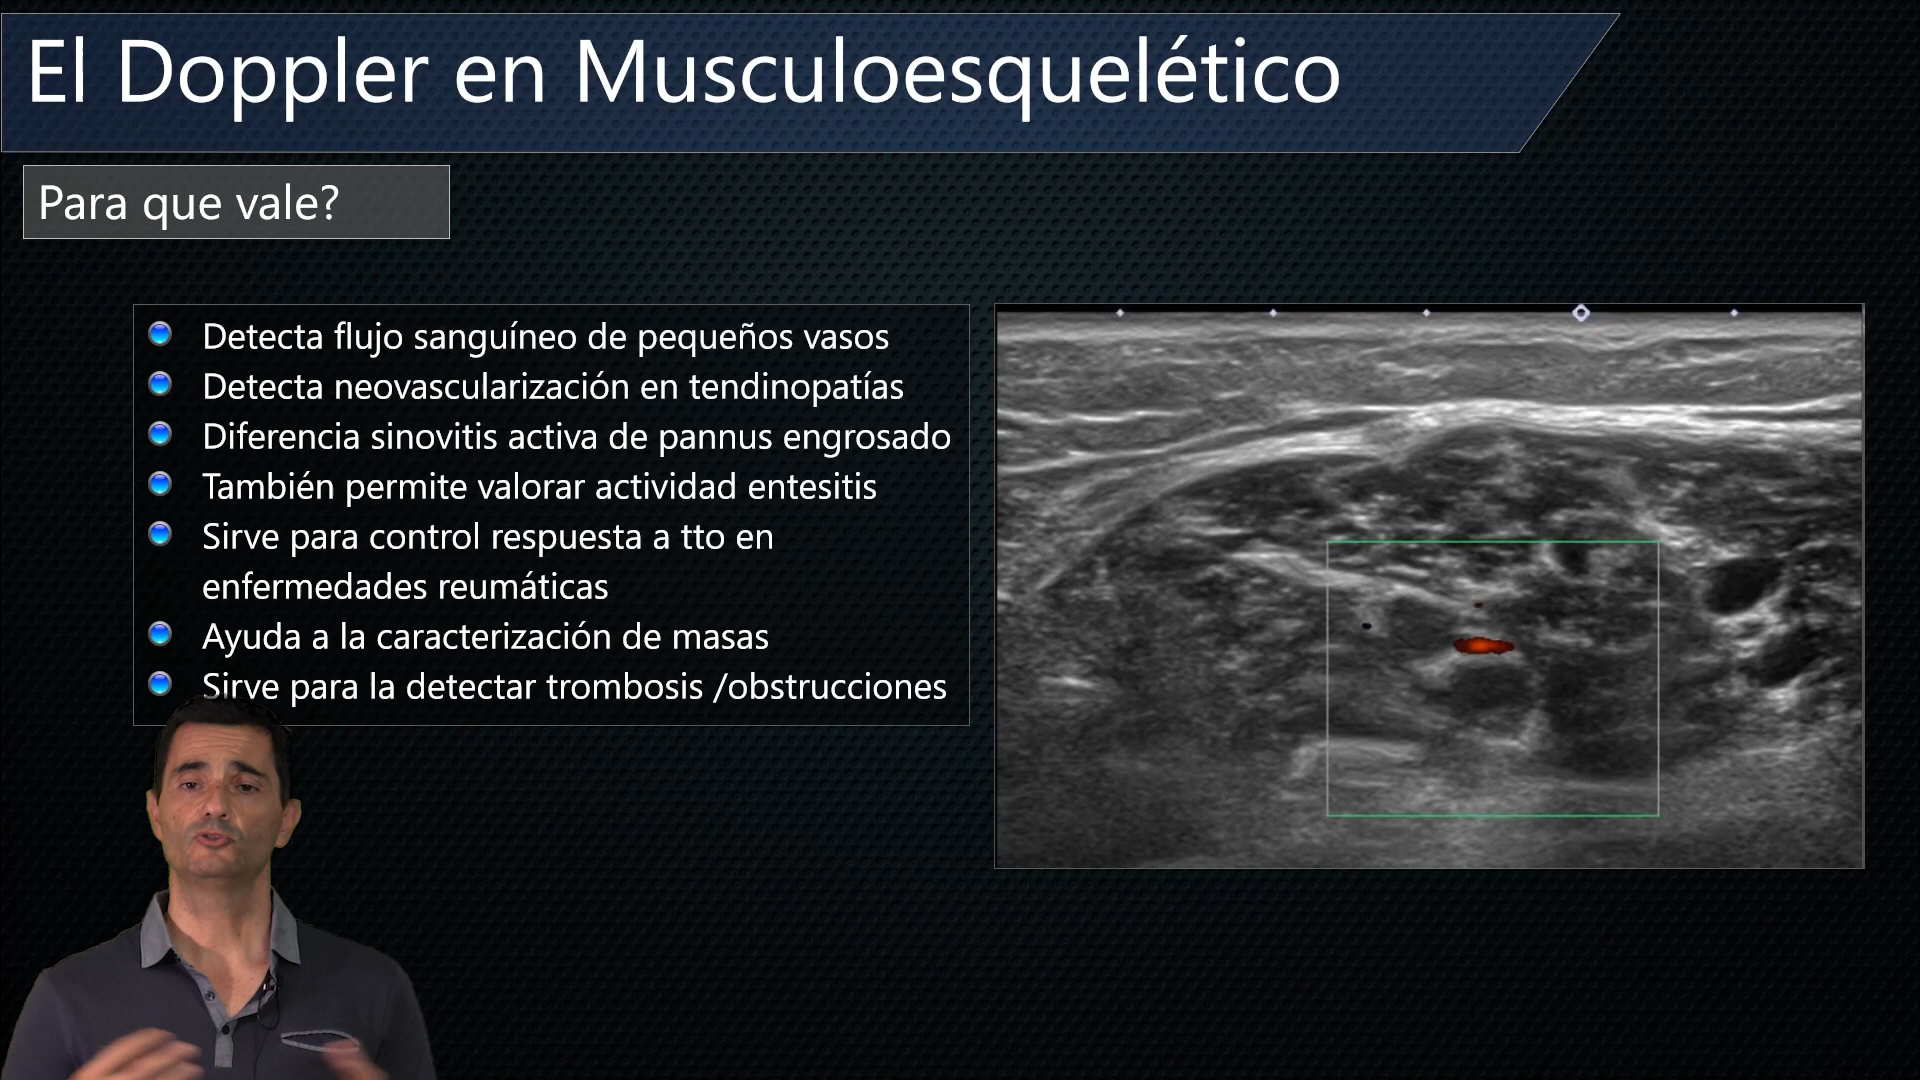 El Doppler en Musculoesquelético
Para que vale?
Detecta flujo sanguíneo de pequeños vasos
Detecta neovascularización en tendinopatías
Diferencia sinovitis activa de pannus engrosado
También permite valorar actividad entesitis
Sirve para control respuesta a tto en
enfermedades reumáticas
Ayuda a la caracterización de masas
Sirve para la detectar trombosis /obstrucciones